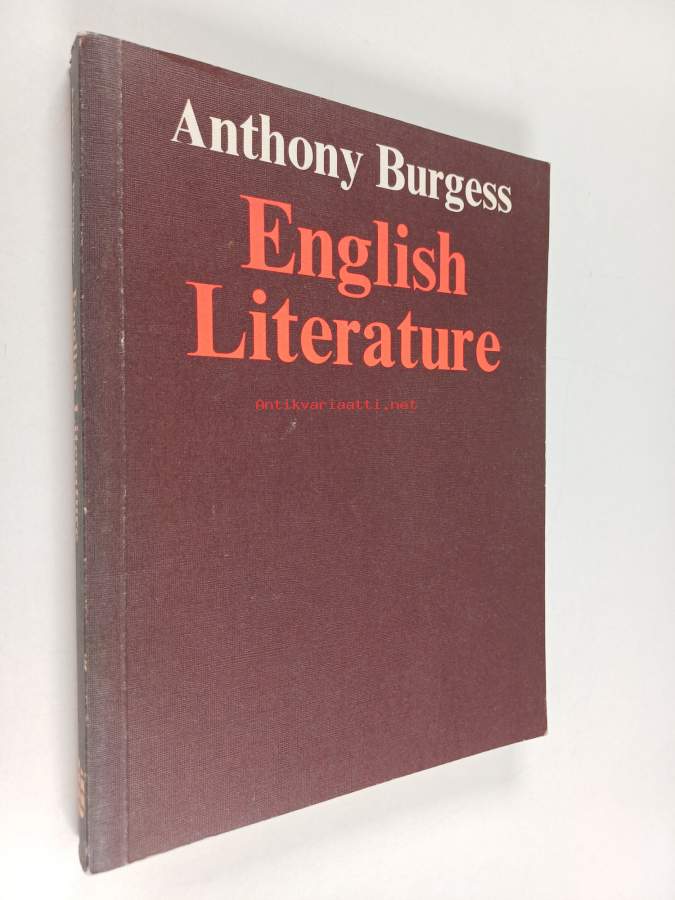 Anthony Burgess
English
Literature
Antikvariaatti.net